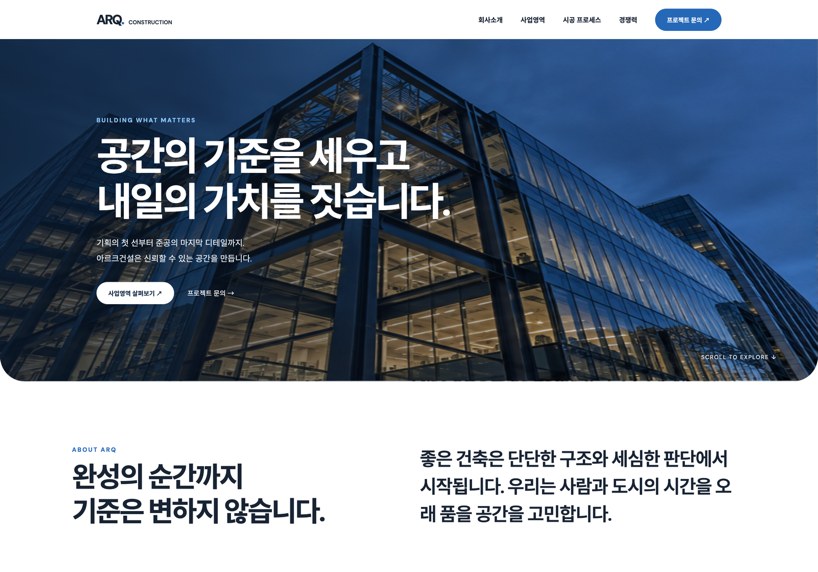 ARQ. CONSTRUCTION
회사소개
사업영역
시공 프로세스
경쟁력
프로젝트 문의 ↗
BUILDING WHAT MATTERS
공간의 기준을 세우고
내일의 가치를 짓습니다.
기획의 첫 선부터 준공의 마지막 디테일까지.
아르크건설은 신뢰할 수 있는 공간을 만듭니다.
사업영역 살펴보기 ↗
프로젝트 문의 →
SCROLL TO EXPLORE ↓
ABOUT ARQ
완성의 순간까지
기준은 변하지 않습니다.
좋은 건축은 단단한 구조와 세심한 판단에서
시작됩니다. 우리는 사람과 도시의 시간을 오
래 품을 공간을 고민합니다.